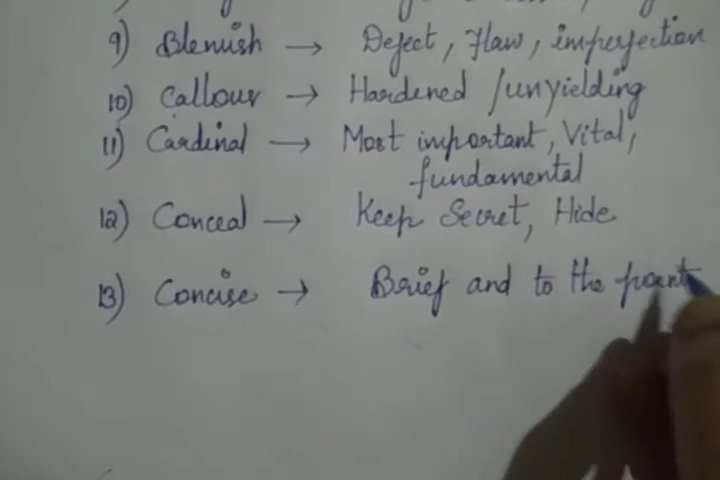 9) Blemish → Defect, Flaw, imperfection
10) Callour → Hardened /unyielding
11) Cardinal → Most important, Vital,
fundamental
12) Conceal → Keep Secret, Hide
13) Concise → Brief and to the point